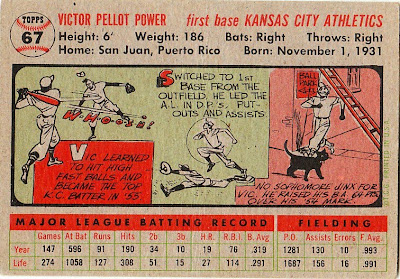 TOPPS
67
VICTOR PELLOT POWER first base KANSAS CITY ATHLETICS
Height: 6' Weight: 186 Bats: Right Throws: Right
Home: San Juan, Puerto Rico Born: November 1, 1931
WHOOSH!
VIC LEARNED
TO HIT HIGH
FAST BALLS AND
BECAME THE TOP
K.C. BATTER IN '55
SWITCHED TO 1st
BASE FROM THE
OUTFIELD, HE LED THE
A.L. IN D.P.S, PUT-
OUTS AND ASSISTS
BALL
PARK
NO SOPHOMORE JINX FOR
VIC. HE RAISED HIS B.A. 64 PTS
OVER HIS '54 MARK
MAJOR LEAGUE BATTING RECORD FIELDING
Games At Bat Runs Hits 2b 3b H.R. R.B.I. B. Avg. P.O. Assists Errors F. Avg.
Year 147 596 91 190 34 10 19 76 .319 1281 130 10 .993
Life 274 1058 127 291 51 15 27 114 1687 156 16 .991